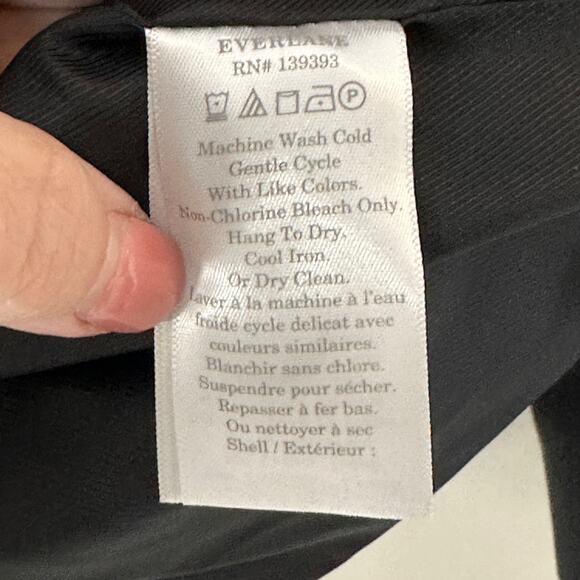 EVERLANE
RN# 139393
P
Machine Wash Cold
Gentle Cycle
With Like Colors.
Non-Chlorine Bleach Only.
Hang To Dry.
Cool Iron.
Or Dry Clean.
Laver à la machine à l'eau
froide cycle delicat avec
couleurs similaires.
Blanchir sans chlore.
Suspendre pour sécher.
Repasser à fer bas.
Ou nettoyer à sec
Shell / Extérieur :